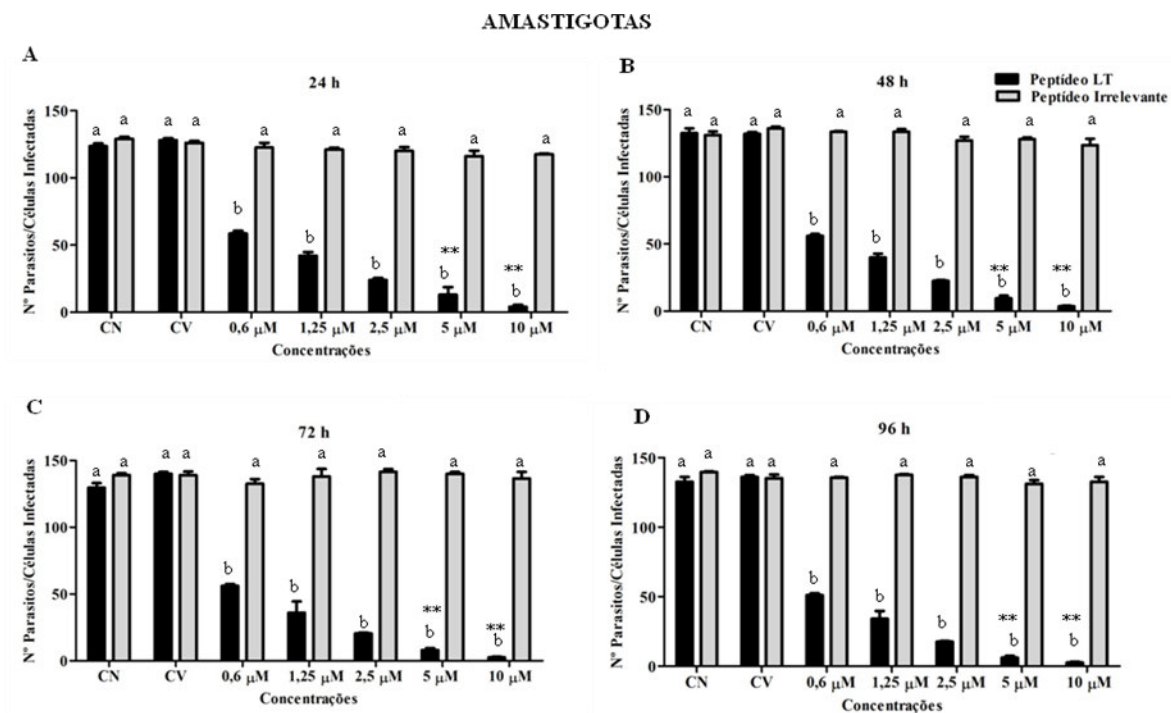 AMASTIGOTAS
A
24 h
Nº Parasitos/Células Infectadas
150
100
50
0
a a a a a a a a a
b b b b b
** **
CN CV 0,6 µM 1,25 µM 2,5 µM 5 µM 10 µM
Concentrações
B
48 h
Peptídeo LT
Peptídeo Irrelevante
Nº Parasitos/Células Infectadas
150
100
50
0
a a a a a a a a a
b b b b b
** **
CN CV 0,6 µM 1,25 µM 2,5 µM 5 µM 10 µM
Concentrações
C
72 h
Nº Parasitos/Células Infectadas
150
100
50
0
a a a a a a a a a
b b b b b
** **
CN CV 0,6 µM 1,25 µM 2,5 µM 5 µM 10 µM
Concentrações
D
96 h
Nº Parasitos/Células Infectadas
150
100
50
0
a a a a a a a a a
b b b b b
** **
CN CV 0,6 µM 1,25 µM 2,5 µM 5 µM 10 µM
Concentrações